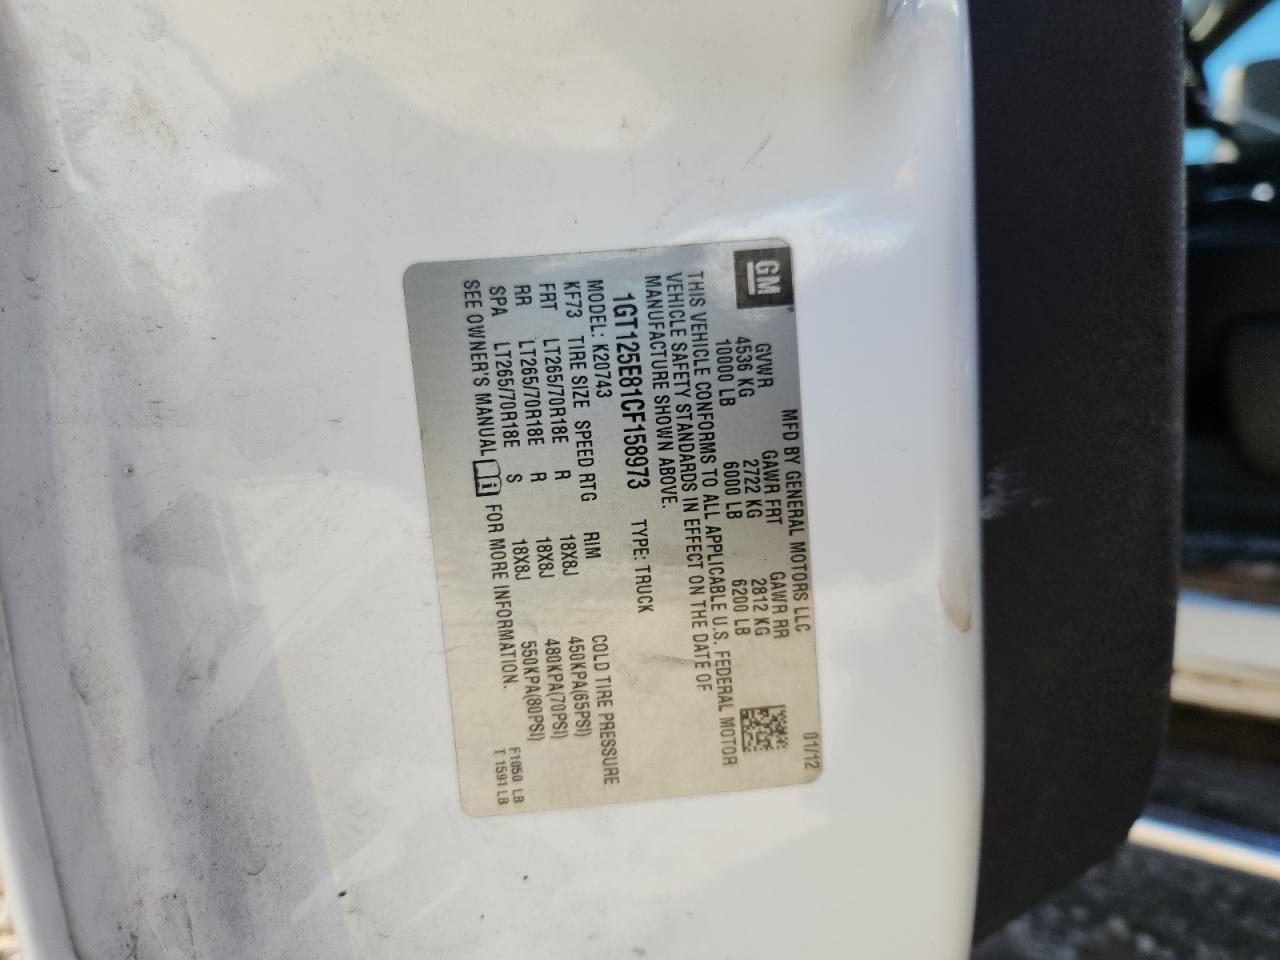 GM
MFD BY GENERAL MOTORS LLC 01/12
GVWR GAWR FRT GAWR RR
4536 KG 2722 KG 2812 KG
10000 LB 6000 LB 6200 LB
THIS VEHICLE CONFORMS TO ALL APPLICABLE U.S. FEDERAL MOTOR
VEHICLE SAFETY STANDARDS IN EFFECT ON THE DATE OF
MANUFACTURE SHOWN ABOVE.
1GT125E81CF158973 TYPE: TRUCK
MODEL: K20743
KF73 TIRE SIZE SPEED RTG RIM COLD TIRE PRESSURE
FRT LT265/70R18E R 18X8J 450KPA(65PSI)
RR LT265/70R18E R 18X8J 480KPA(70PSI)
SPA LT265/70R18E S 18X8J 550KPA(80PSI)
SEE OWNER'S MANUAL i FOR MORE INFORMATION.
F1050 LB
T 1591 LB